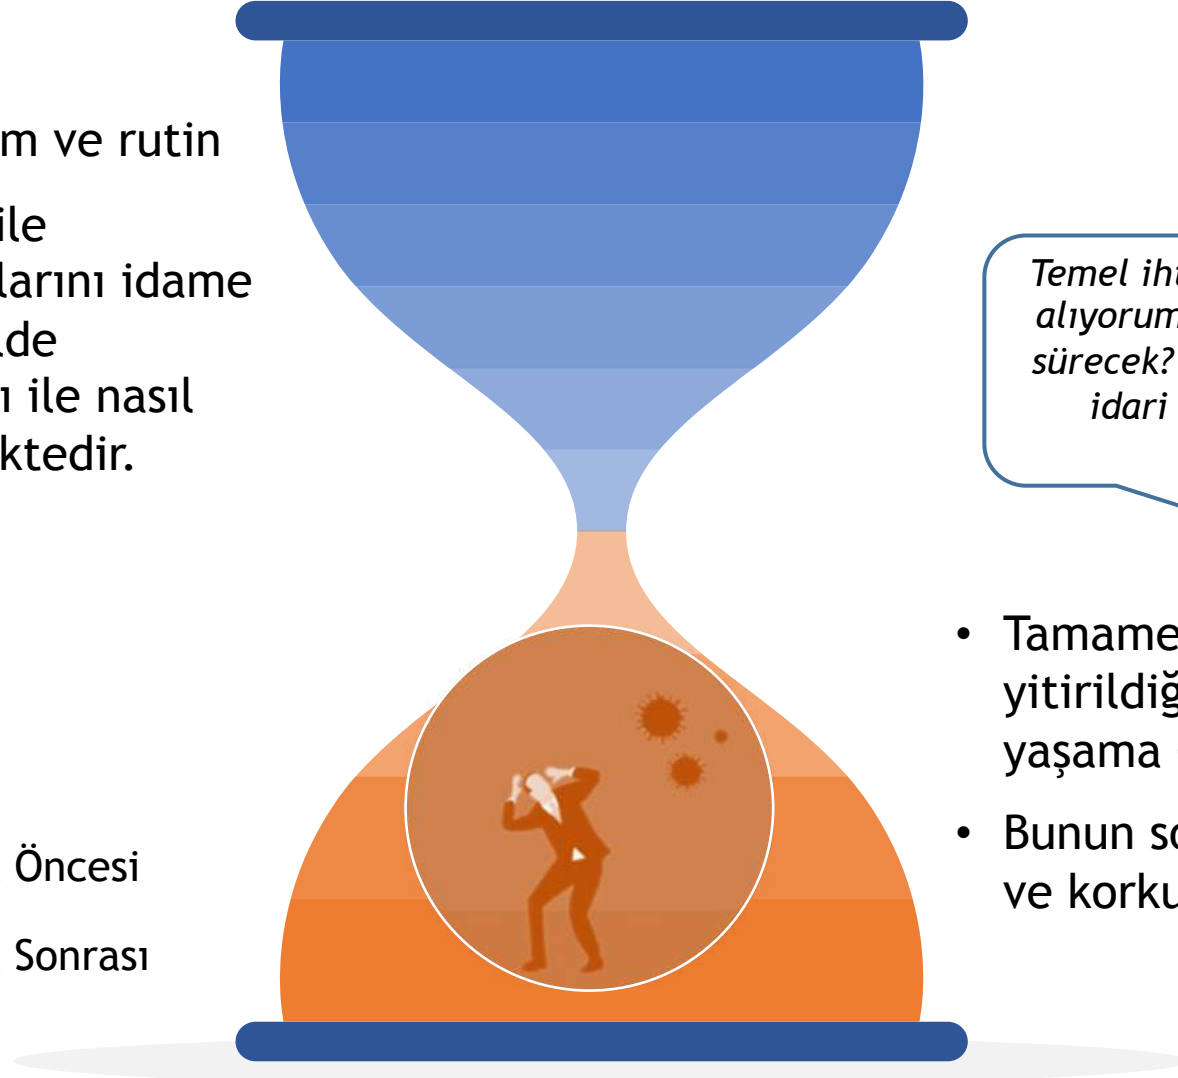 m ve rutin
ile
larını idame
lde
ı ile nasıl
ktedir.
Öncesi
Sonrası
Temel iht
alıyorum
sürecek?
idari
• Tamame
yitirildiğ
yaşama
• Bunun so
ve korku